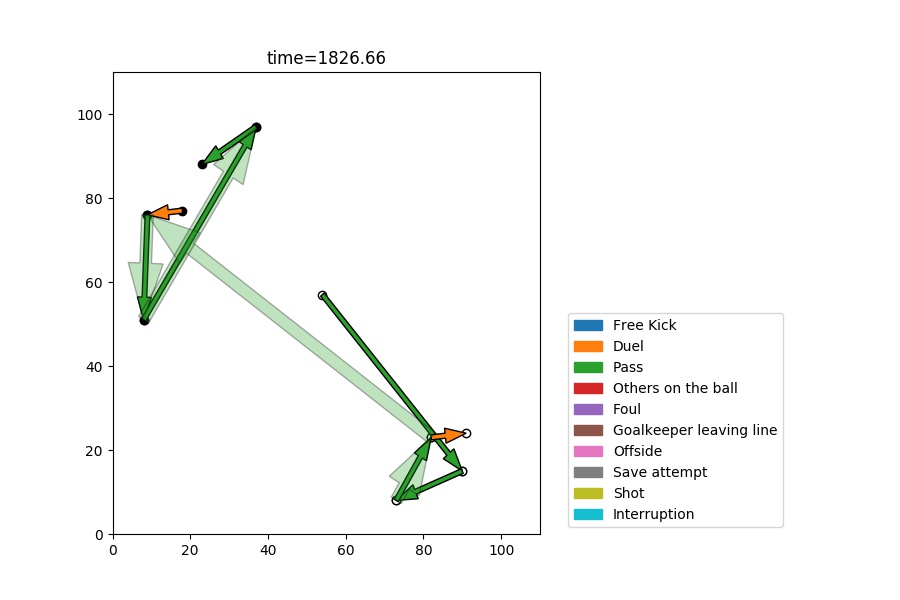 time=1826.66
100
80
60
40
20
0
0 20 40 60 80 100
Free Kick
Duel
Pass
Others on the ball
Foul
Goalkeeper leaving line
Offside
Save attempt
Shot
Interruption